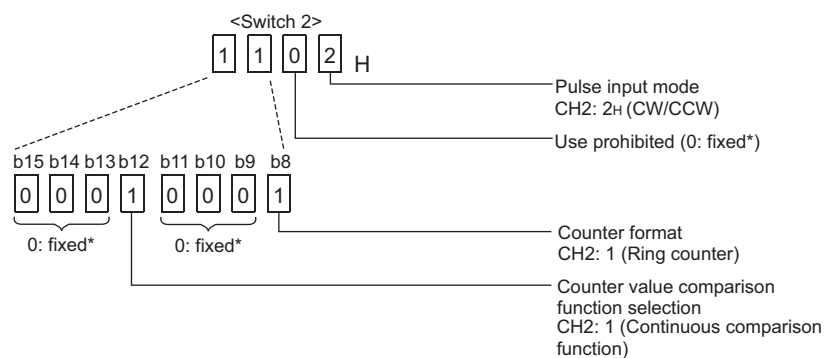 <Switch 2>
1 1 0 2 H
Pulse input mode
CH2: 2H (CW/CCW)
Use prohibited (0: fixed*)
b15 b14 b13 b12 b11 b10 b9 b8
0 0 0 1 0 0 0 1
0: fixed* 0: fixed*
Counter format
CH2: 1 (Ring counter)
Counter value comparison
function selection
CH2: 1 (Continuous comparison
function)